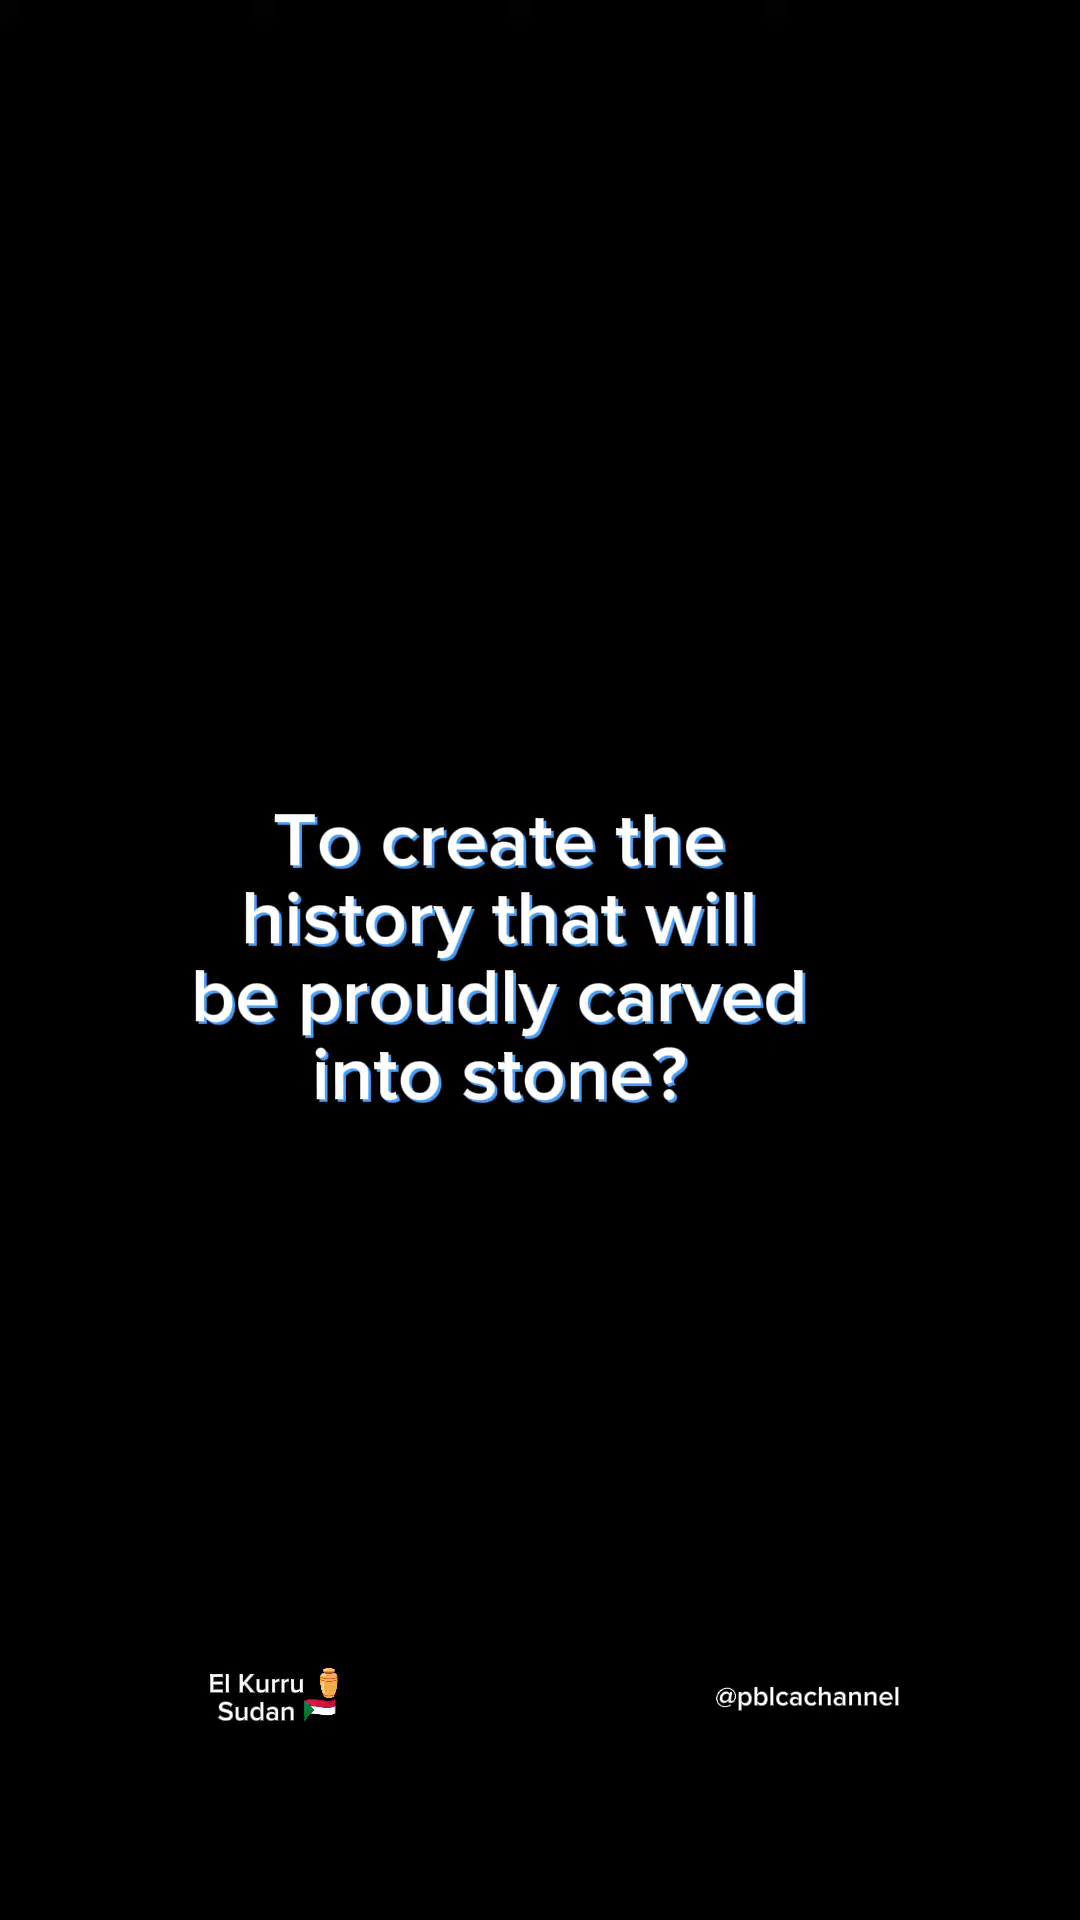 To create the
history that will
be proudly carved
into stone?
El Kurru 🏺
Sudan 🇸🇩
@pblcachannel